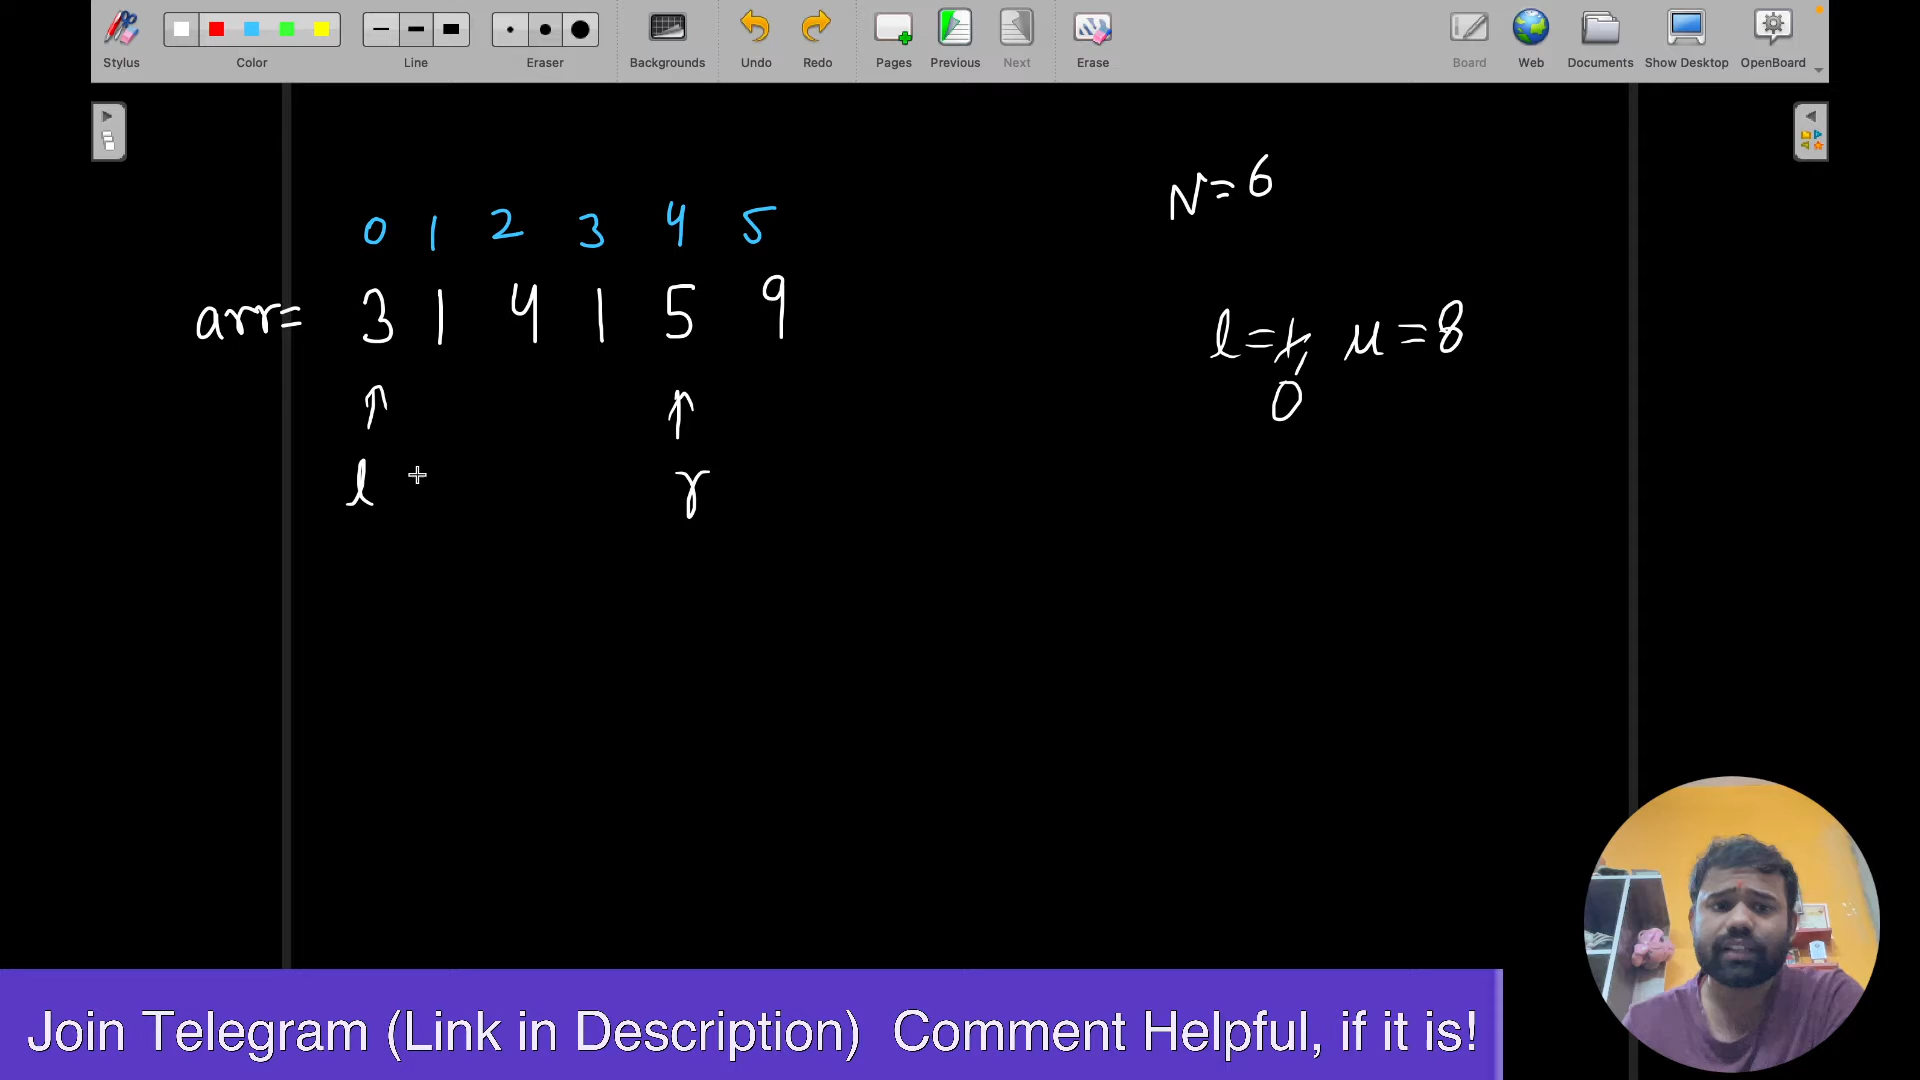 Stylus Color Line Eraser Backgrounds Undo Redo Pages Previous Next Erase Board Web Documents Show Desktop OpenBoard
N=6
0 1 2 3 4 5
arr= 3 1 4 1 5 9
l=1, u=8
0
l r
Join Telegram (Link in Description) Comment Helpful, if it is!